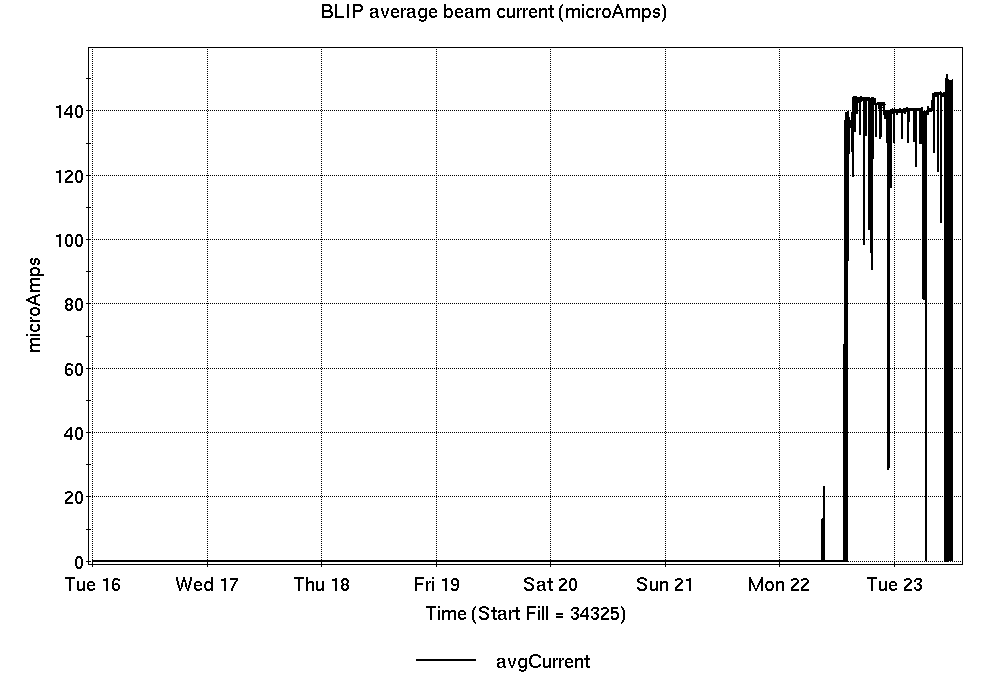 BLIP average beam current (microAmps)
140
120
100
80
60
40
20
0
microAmps
Tue 16 Wed 17 Thu 18 Fri 19 Sat 20 Sun 21 Mon 22 Tue 23
Time (Start Fill = 34325)
avgCurrent